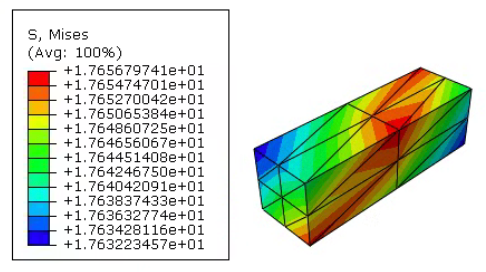 S, Mises
(Avg: 100%)
+1.765679741e+01
+1.765474701e+01
+1.765270042e+01
+1.765065384e+01
+1.764860725e+01
+1.764656067e+01
+1.764451408e+01
+1.764246750e+01
+1.764042091e+01
+1.763837433e+01
+1.763632774e+01
+1.763428116e+01
+1.763223457e+01